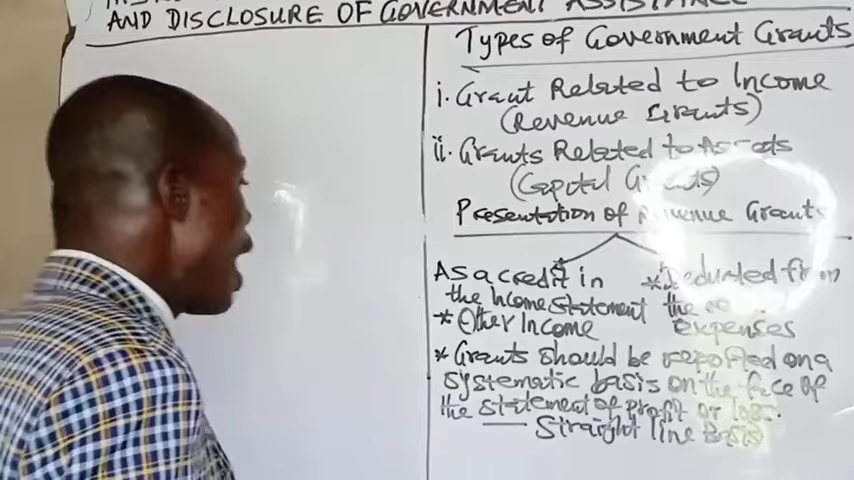 AND DISCLOSURE OF GOVERNMENT ASSISTANCE
Types of Government Grants
i. Grant Related to Income
(Revenue Grants)
ii. Grants Related to Assets
(Capital Grants)
Presentation of Revenue Grants
As a credit in
the Income Statement
* Other Income
* Deducted from
the
expenses
* Grants should be reported on a
systematic basis on the face of
the statement of profit or loss.
— Straight line Basis